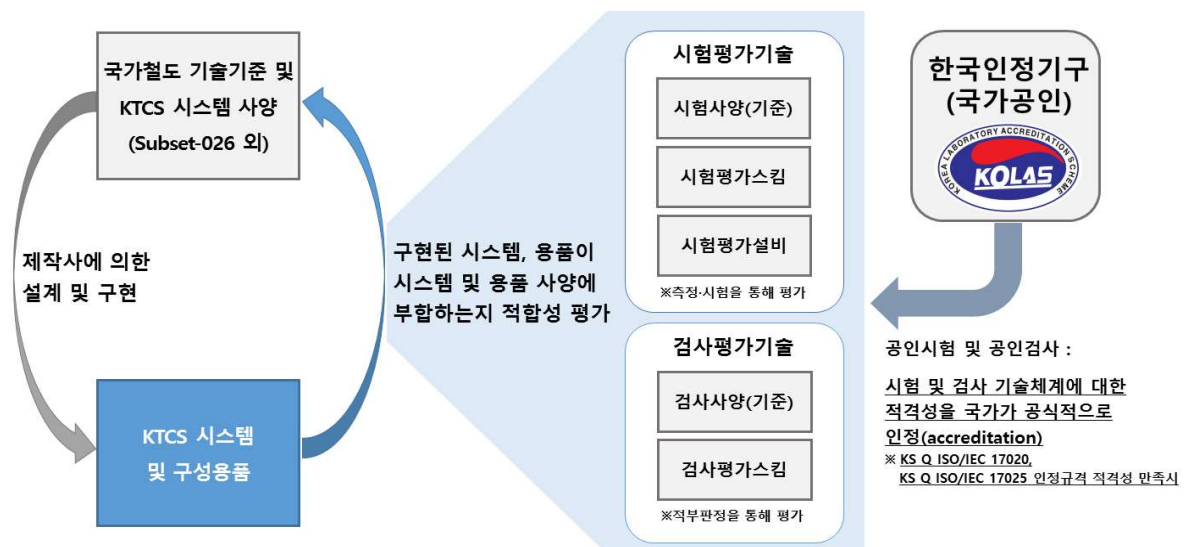 국가철도 기술기준 및
KTCS 시스템 사양
(Subset-026 외)
제작사에 의한
설계 및 구현
KTCS 시스템
및 구성용품
구현된 시스템, 용품이
시스템 및 용품 사양에
부합하는지 적합성 평가
시험평가기술
시험사양(기준)
시험평가스킴
시험평가설비
※측정·시험을 통해 평가
검사평가기술
검사사양(기준)
검사평가스킴
※적부판정을 통해 평가
한국인정기구
(국가공인)
KOREA LABORATORY ACCREDITATION SCHEME
KOLAS
공인시험 및 공인검사 :
시험 및 검사 기술체계에 대한
적격성을 국가가 공식적으로
인정(accreditation)
※ KS Q ISO/IEC 17020,
KS Q ISO/IEC 17025 인정규격 적격성 만족시